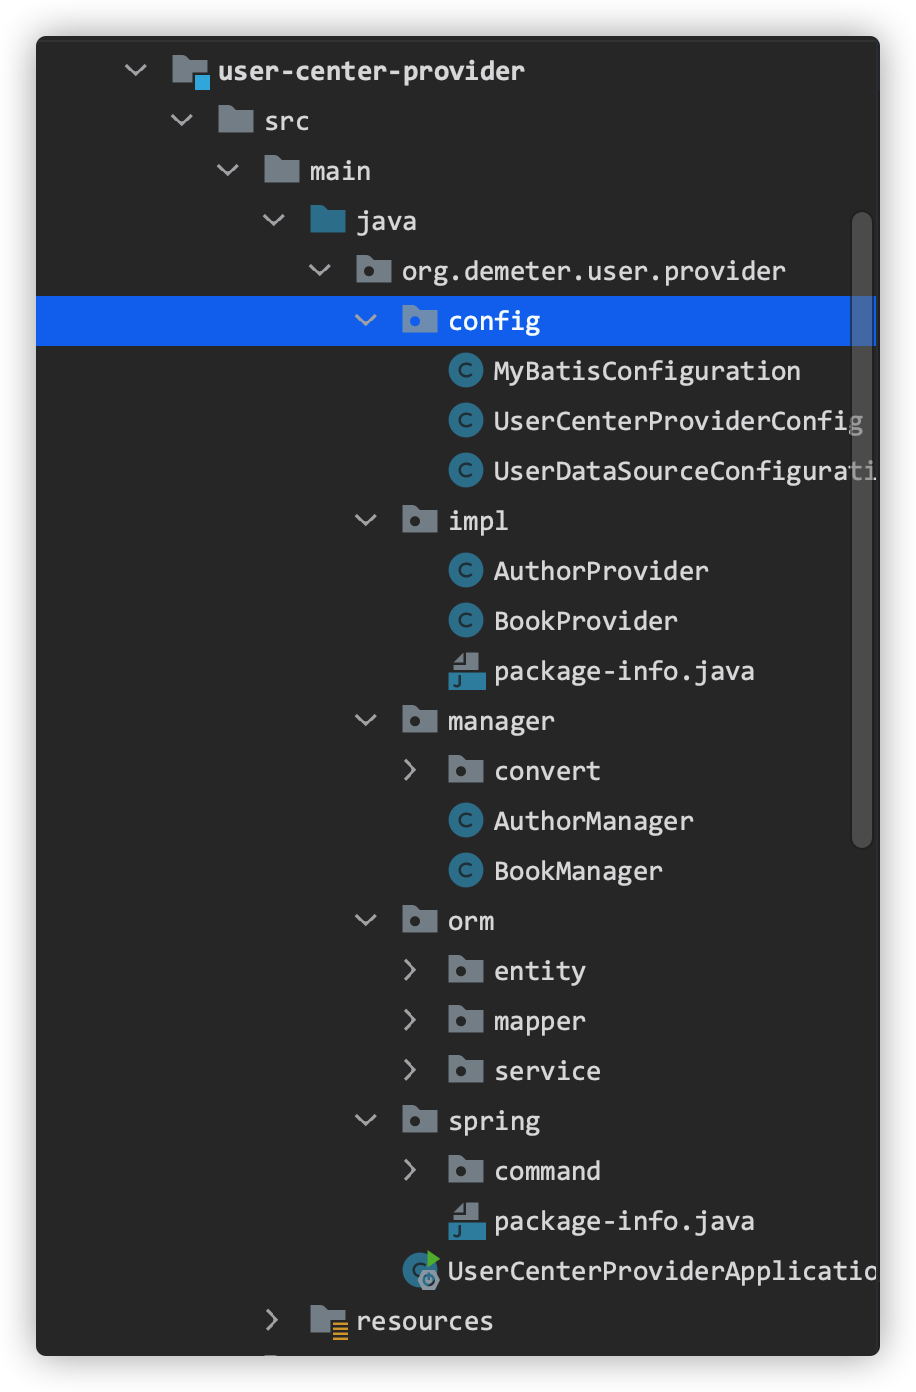 user-center-provider
src
main
java
org.demeter.user.provider
config
MyBatisConfiguration
UserCenterProviderConfig
UserDataSourceConfigurati
impl
AuthorProvider
BookProvider
package-info.java
manager
convert
AuthorManager
BookManager
orm
entity
mapper
service
spring
command
package-info.java
UserCenterProviderApplicatio
resources